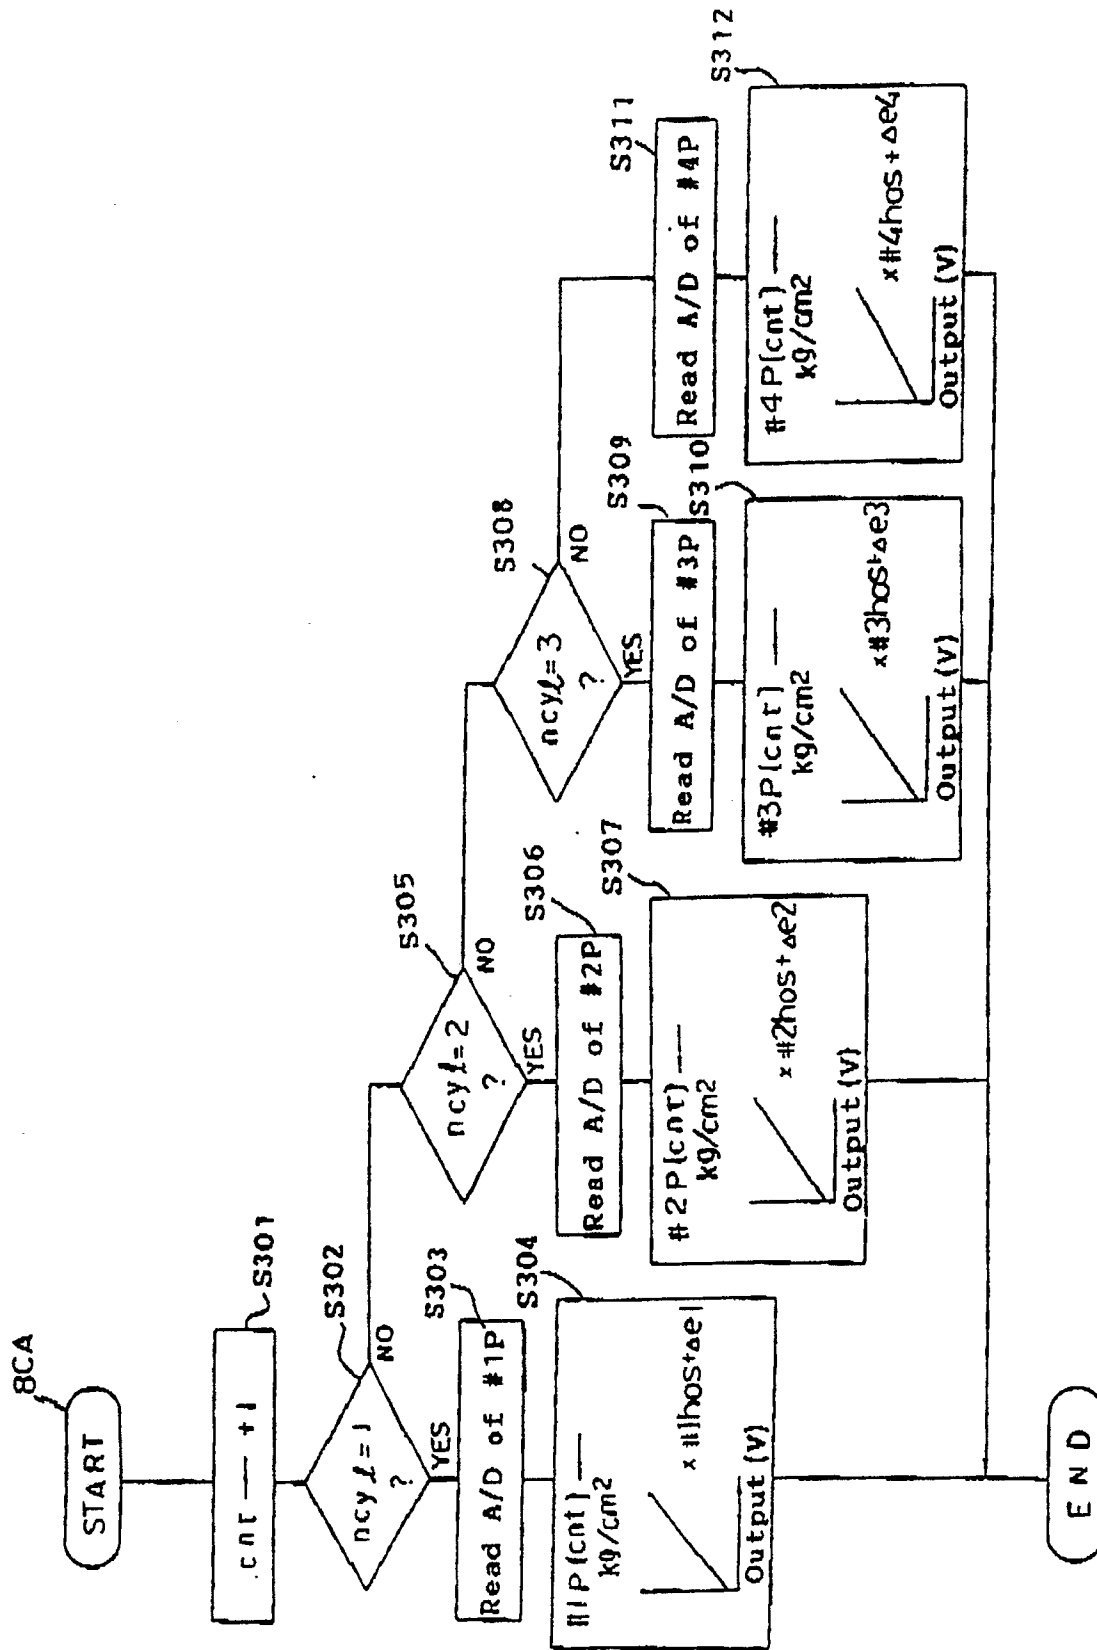 8CA
START
cnt — +1
S301
ncyl=1
?
S302
NO
YES
Read A/D of #1P
S303
#1P(cnt) —
kg/cm2
x#1hos+Δe1
Output(V)
S304
ncyl=2
?
S305
NO
YES
Read A/D of #2P
S306
#2P(cnt) —
kg/cm2
x#2hos+Δe2
Output(V)
S307
ncyl=3
?
S308
NO
YES
Read A/D of #3P
S309
#3P(cnt) —
kg/cm2
x#3hos+Δe3
Output(V)
S310
Read A/D of #4P
S311
#4P(cnt) —
kg/cm2
x#4hos+Δe4
Output(V)
S312
END